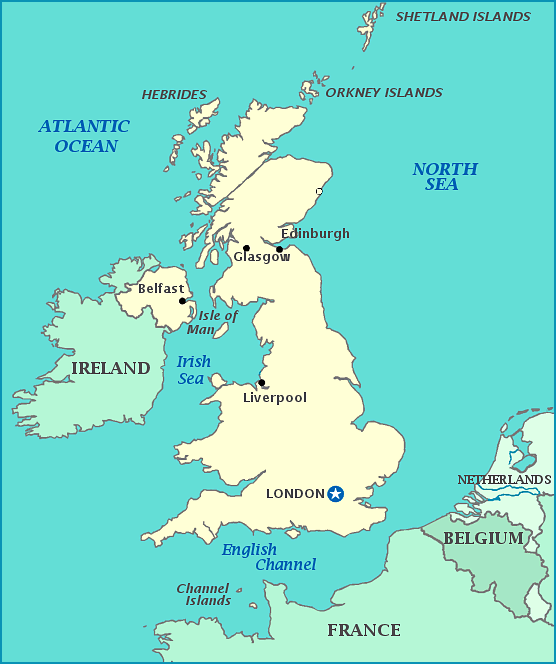 SHETLAND ISLANDS
ORKNEY ISLANDS
HEBRIDES
ATLANTIC
OCEAN
NORTH
SEA
Edinburgh
Glasgow
Belfast
Isle of
Man
IRELAND
Irish
Sea
Liverpool
LONDON
NETHERLANDS
BELGIUM
English
Channel
Channel
Islands
FRANCE